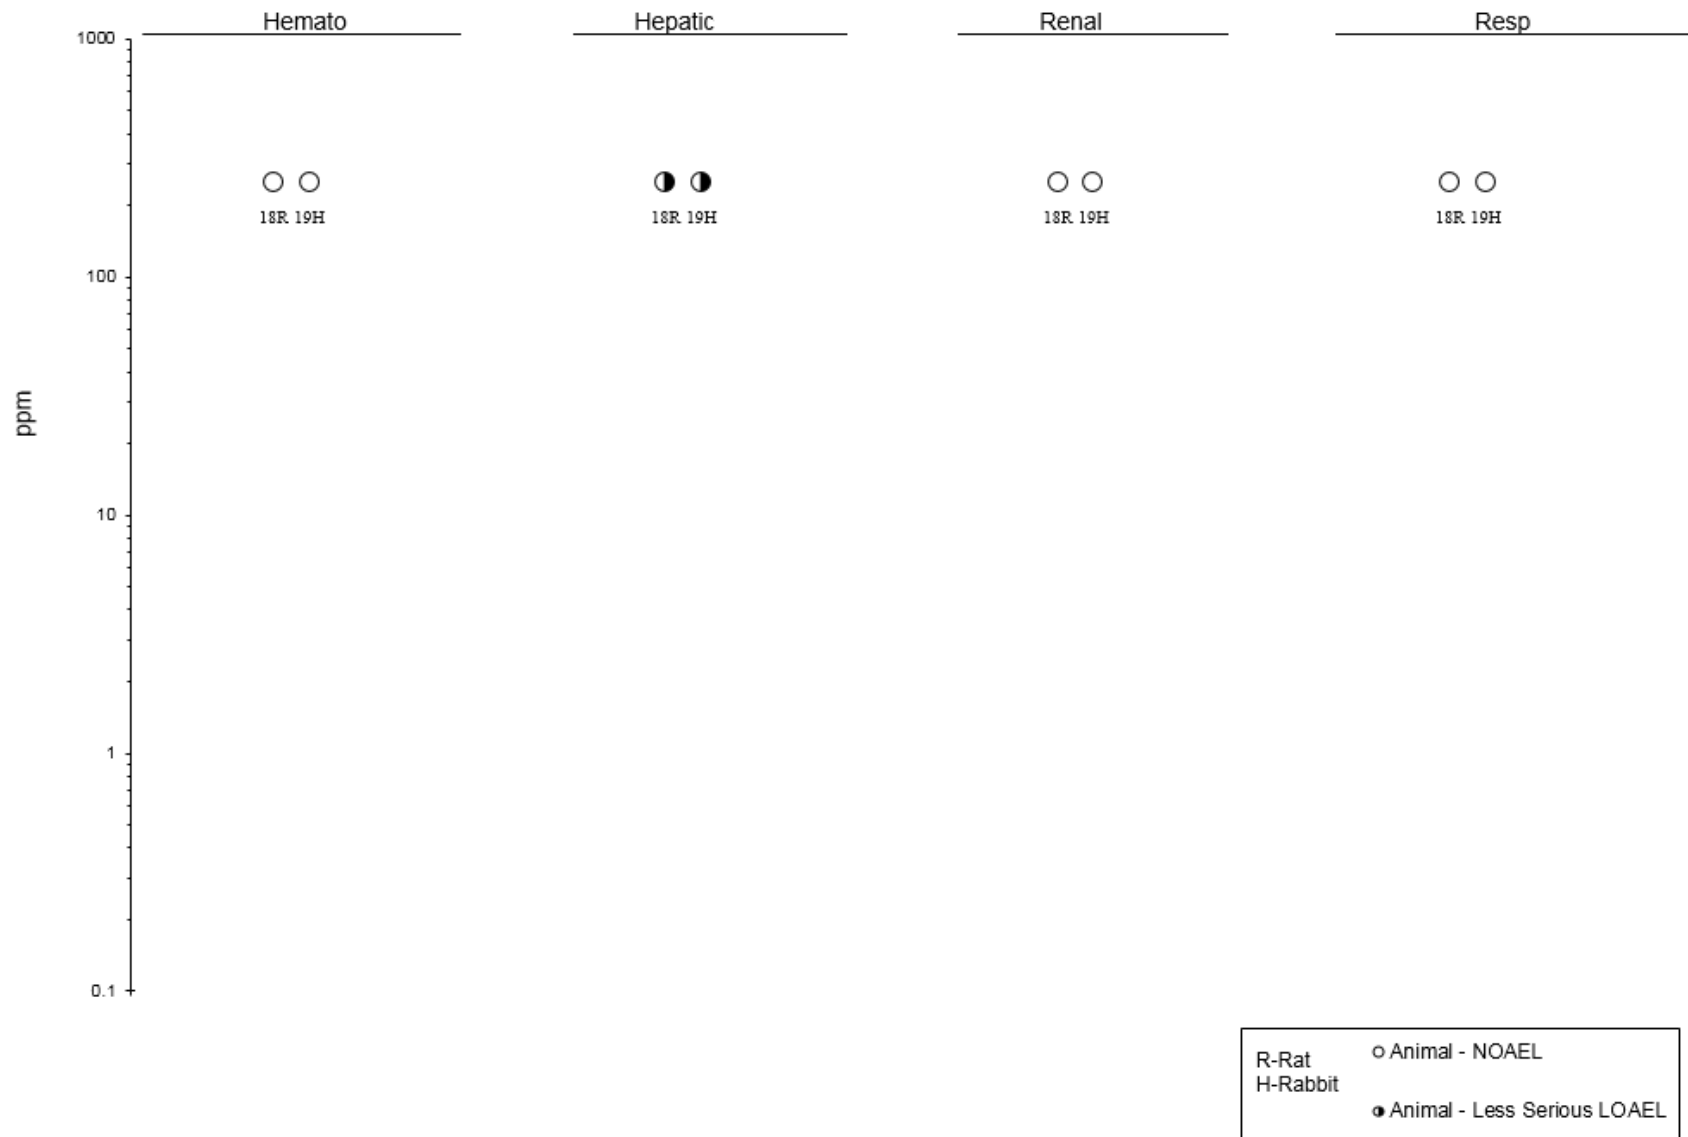 Hemato Hepatic Renal Resp
1000
18R 19H 18R 19H 18R 19H 18R 19H
100
ppm
10
1
0.1
R-Rat
H-Rabbit
Animal - NOAEL
Animal - Less Serious LOAEL